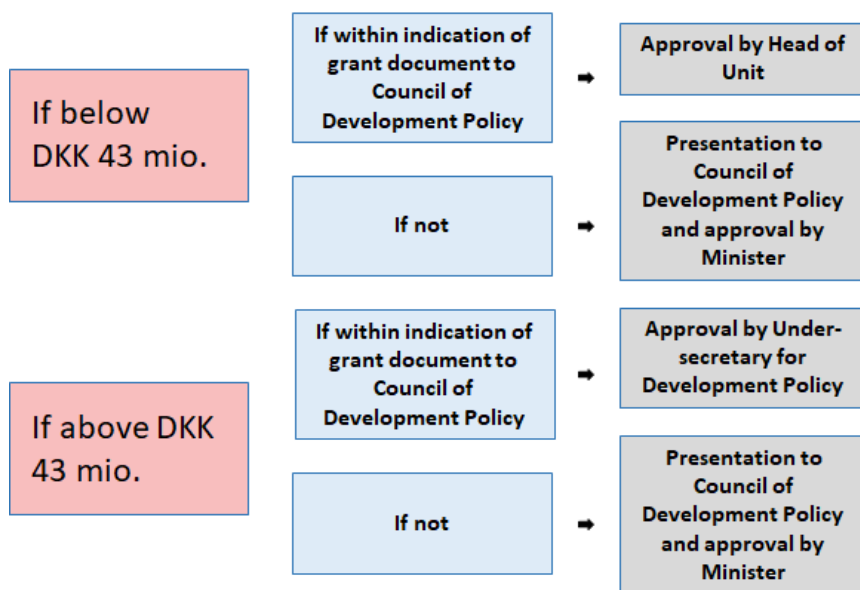 If below
DKK 43 mio.
If within indication of
grant document to
Council of
Development Policy
➡
Approval by Head of
Unit
If not
➡
Presentation to
Council of
Development Policy
and approval by
Minister
If above DKK
43 mio.
If within indication of
grant document to
Council of
Development Policy
➡
Approval by Under-
secretary for
Development Policy
If not
➡
Presentation to
Council of
Development Policy
and approval by
Minister